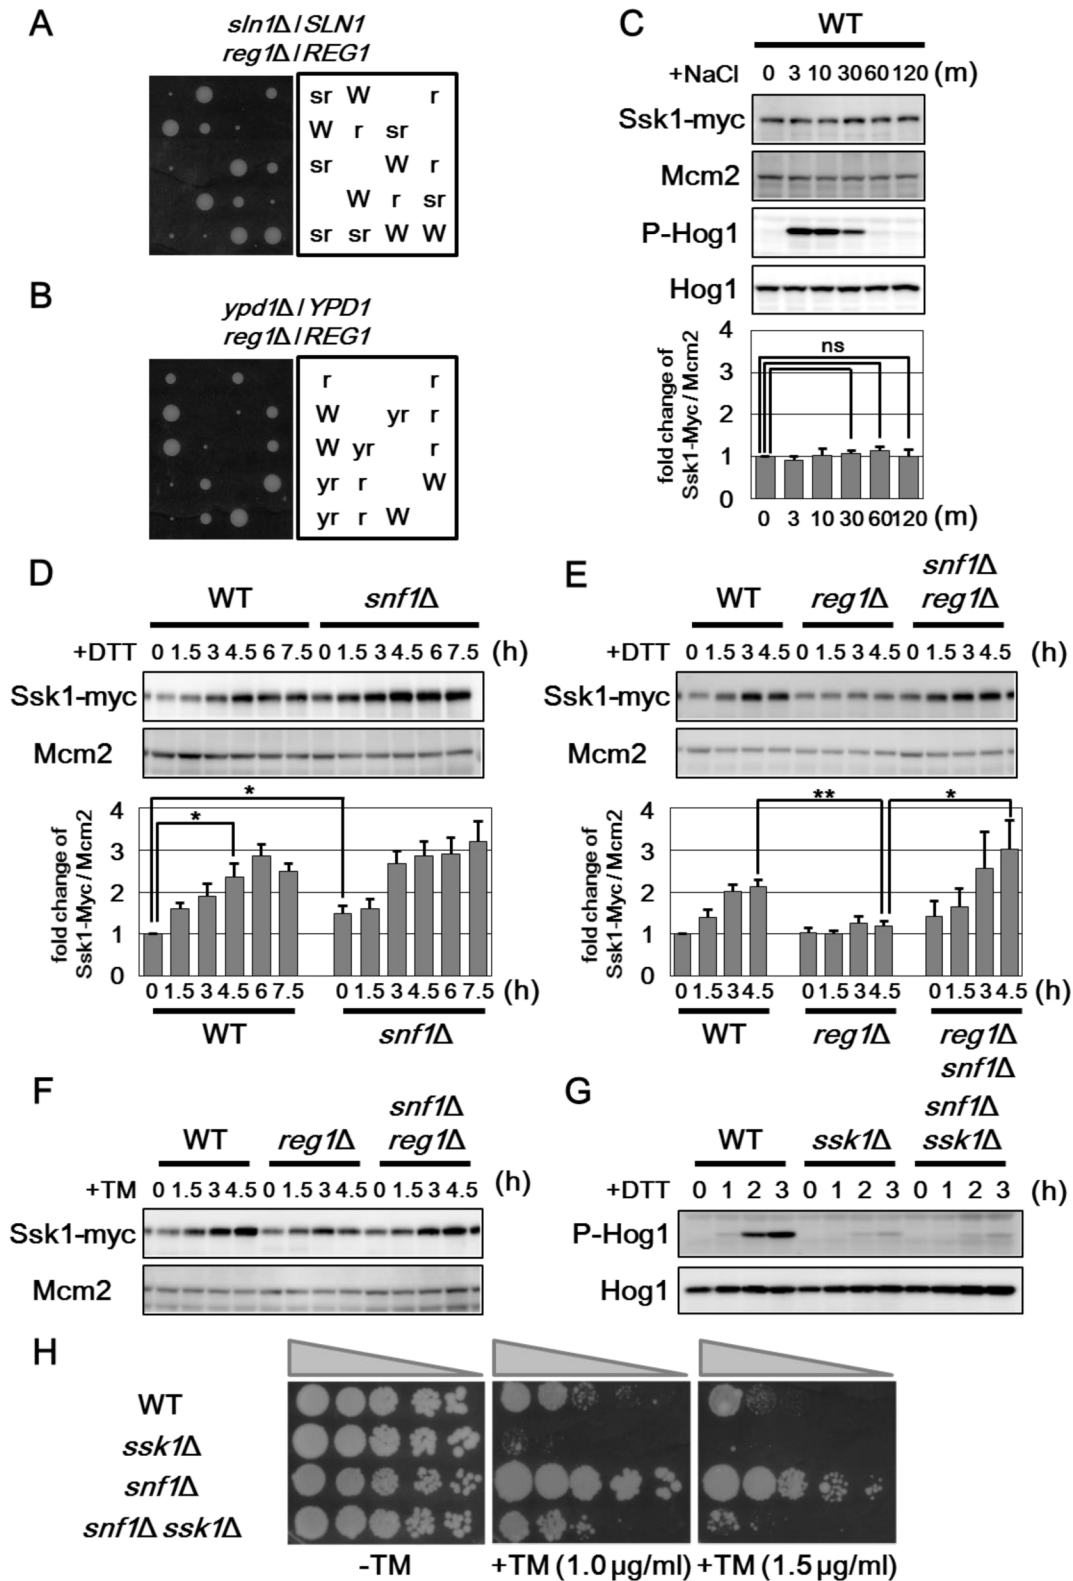 A
sln1Δ / SLN1
reg1Δ / REG1
sr W r
W r sr
sr W r
W r sr
sr sr W W
B
ypd1Δ / YPD1
reg1Δ / REG1
r r
W yr r
W yr r
yr r W
yr r W
C
WT
+NaCl 0 3 10 30 60 120 (m)
Ssk1-myc
Mcm2
P-Hog1
Hog1
fold change of
Ssk1-Myc / Mcm2
4
3
2
1
0
ns
0 3 10 30 60 120 (m)
D
WT snf1Δ
+DTT 0 1.5 3 4.5 6 7.5 0 1.5 3 4.5 6 7.5 (h)
Ssk1-myc
Mcm2
fold change of
Ssk1-Myc / Mcm2
4
3
2
1
0
*
*
0 1.5 3 4.5 6 7.5 0 1.5 3 4.5 6 7.5 (h)
WT snf1Δ
E
snf1Δ
WT reg1Δ reg1Δ
+DTT 0 1.5 3 4.5 0 1.5 3 4.5 0 1.5 3 4.5 (h)
Ssk1-myc
Mcm2
fold change of
Ssk1-Myc / Mcm2
4
3
2
1
0
** *
0 1.5 3 4.5 0 1.5 3 4.5 0 1.5 3 4.5 (h)
WT reg1Δ reg1Δ
snf1Δ
F
snf1Δ
WT reg1Δ reg1Δ
+TM 0 1.5 3 4.5 0 1.5 3 4.5 0 1.5 3 4.5 (h)
Ssk1-myc
Mcm2
G
snf1Δ
WT ssk1Δ ssk1Δ
+DTT 0 1 2 3 0 1 2 3 0 1 2 3 (h)
P-Hog1
Hog1
H
WT
ssk1Δ
snf1Δ
snf1Δ ssk1Δ
-TM +TM (1.0 μg/ml) +TM (1.5 μg/ml)